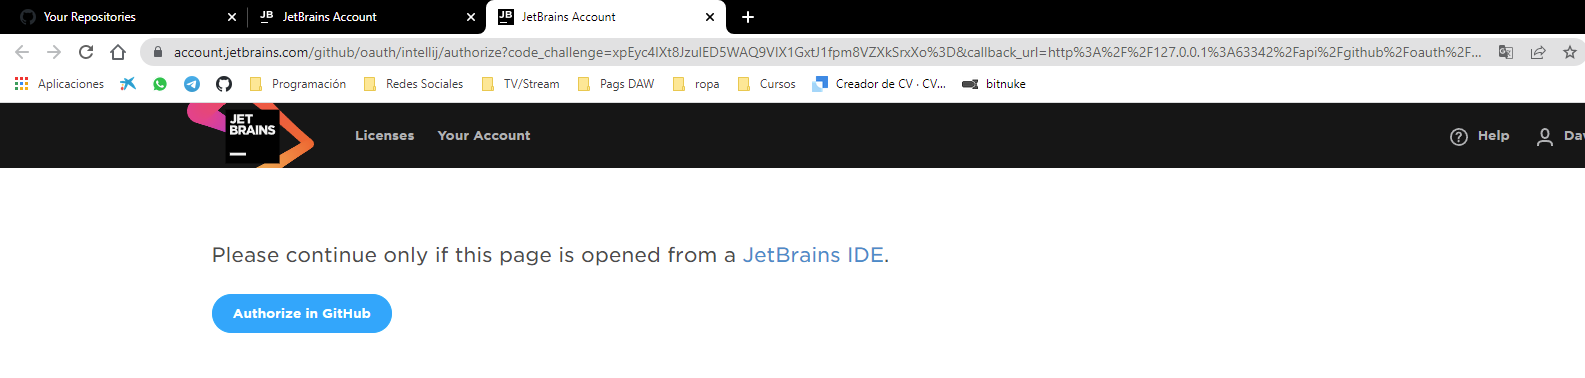 Your Repositories
JetBrains Account
JetBrains Account
account.jetbrains.com/github/oauth/intellij/authorize?code_challenge=xpEyc4IXt8JzulED5WAQ9VIX1GxtJ1fpm8VZXkSrxXo%3D&callback_url=http%3A%2F%2F127.0.0.1%3A63342%2Fapi%2Fgithub%2Foauth%2F...
Aplicaciones
Programación
Redes Sociales
TV/Stream
Pags DAW
ropa
Cursos
Creador de CV · CV...
bitnuke
JET
BRAINS
Licenses
Your Account
Help
Dav
Please continue only if this page is opened from a JetBrains IDE.
Authorize in GitHub